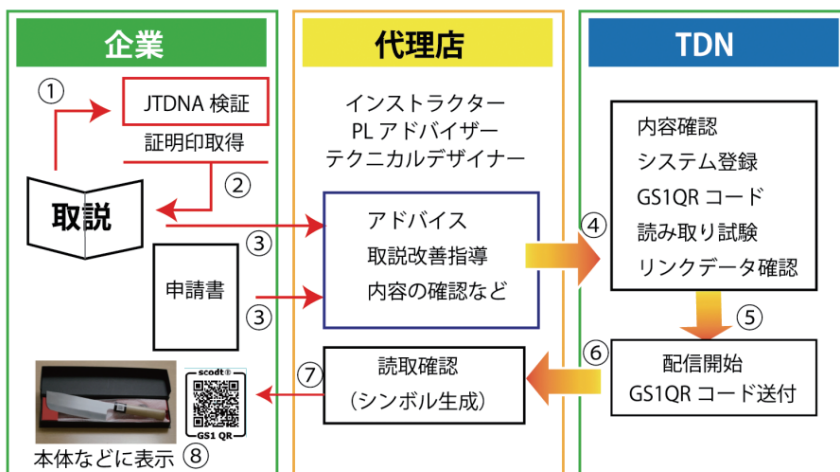 企業
①
JTDNA 検証
証明印取得
②
取説
③
申請書
③
scodt®
GS1 QR
本体などに表示 ⑧
代理店
インストラクター
PL アドバイザー
テクニカルデザイナー
アドバイス
取説改善指導
内容の確認など
④
⑦
読取確認
(シンボル生成)
⑥
TDN
内容確認
システム登録
GS1QR コード
読み取り試験
リンクデータ確認
⑤
配信開始
GS1QR コード送付